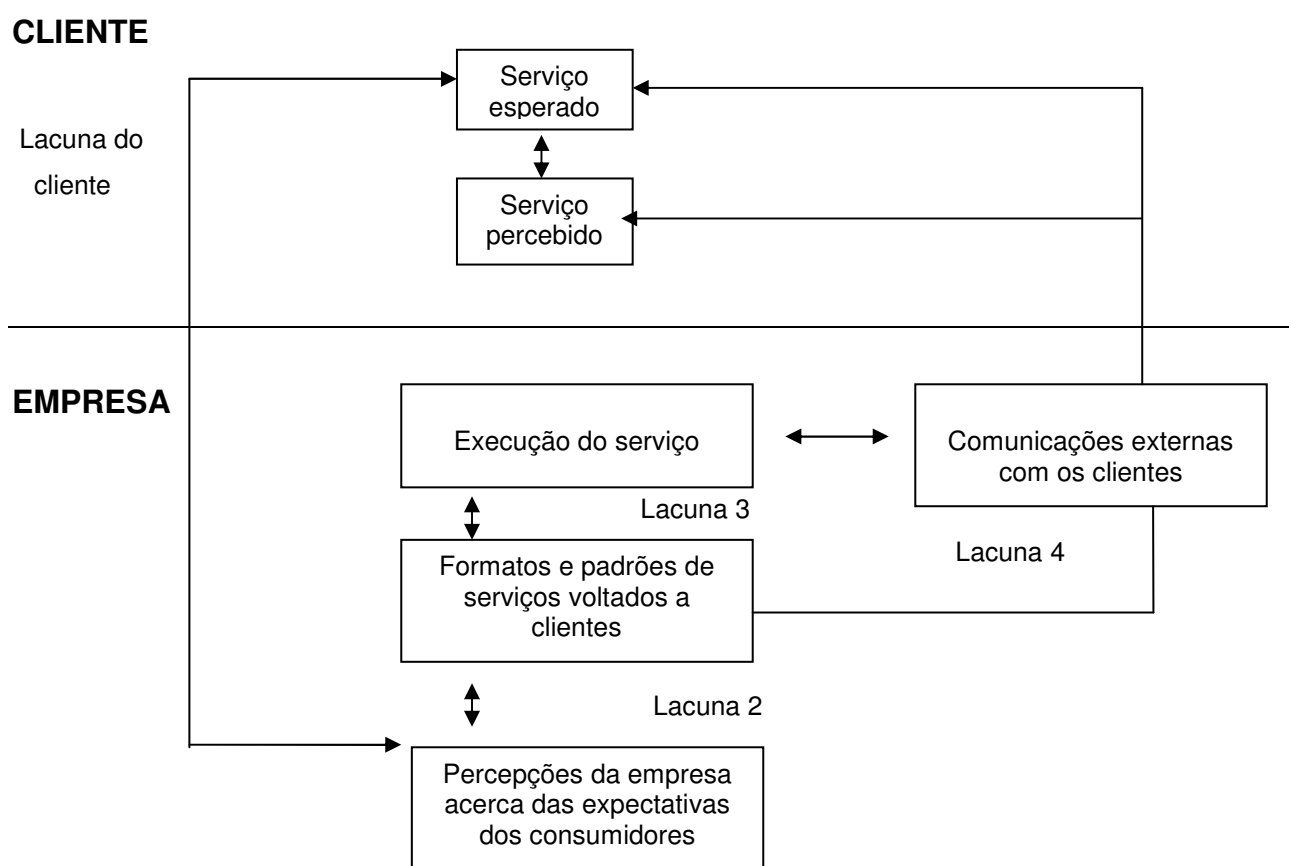 CLIENTE
Serviço
esperado
Lacuna do
cliente
Serviço
percebido
EMPRESA
Execução do serviço
Comunicações externas
com os clientes
Lacuna 3
Lacuna 4
Formatos e padrões de
serviços voltados a
clientes
Lacuna 2
Percepções da empresa
acerca das expectativas
dos consumidores